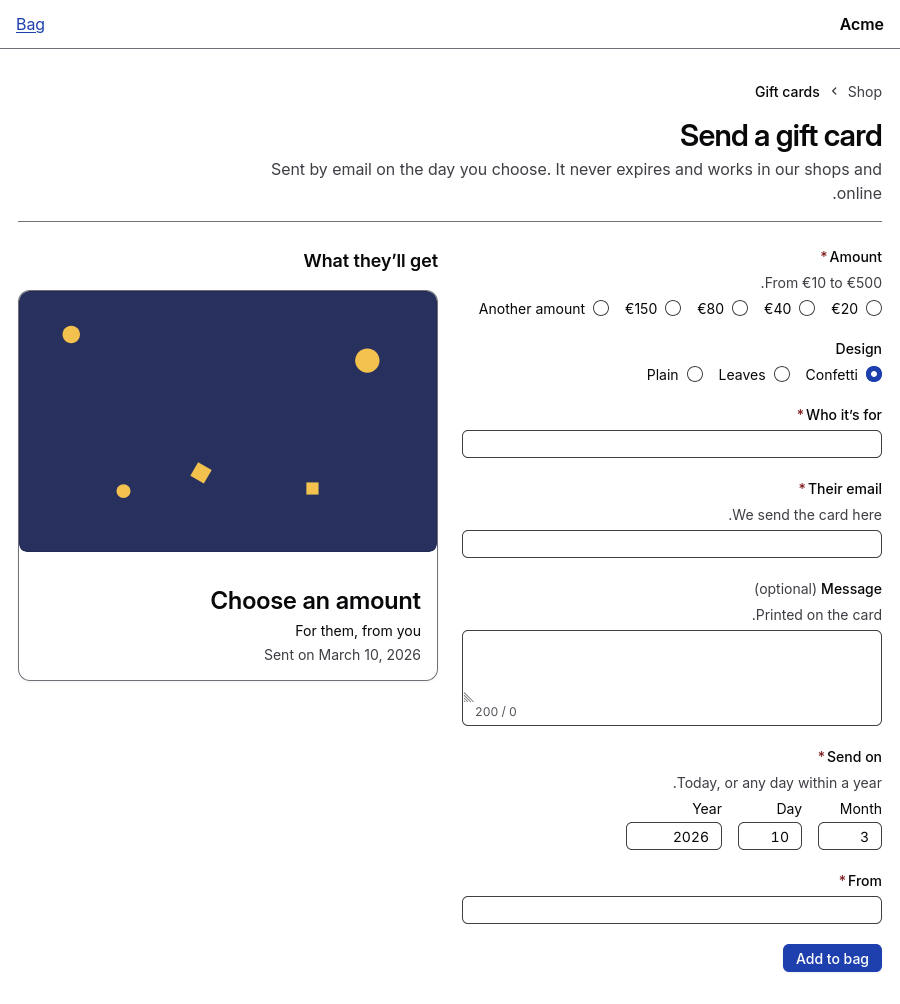 Acme
Bag
Shop
Gift cards
Send a gift card
Sent by email on the day you choose. It never expires and works in our shops and
.online
*Amount
.From €10 to €500
€20
€40
€80
€150
Another amount
Design
Confetti
Leaves
Plain
*Who it’s for
*Their email
.We send the card here
(optional) Message
.Printed on the card
200 / 0
*Send on
.Today, or any day within a year
Month
Day
Year
3
10
2026
*From
Add to bag
What they’ll get
Choose an amount
For them, from you
Sent on March 10, 2026